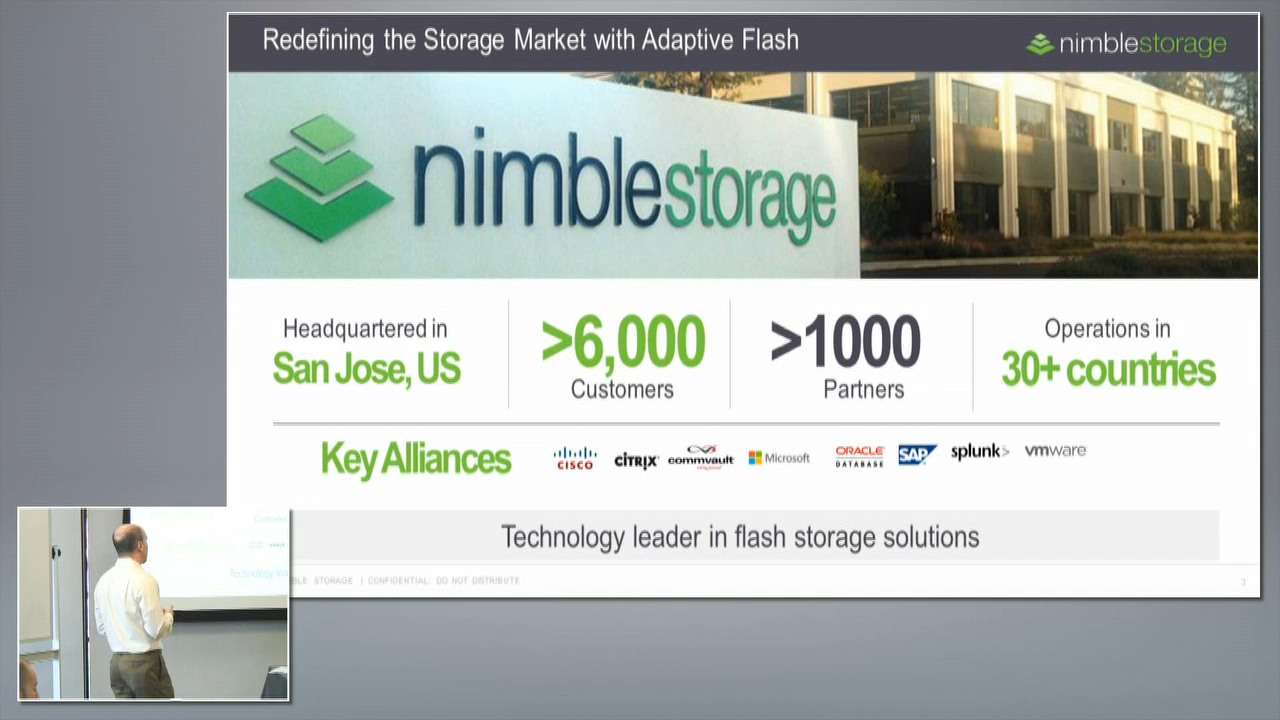 Redefining the Storage Market with Adaptive Flash
nimblestorage
nimblestorage
Headquartered in
San Jose, US
>6,000
Customers
>1000
Partners
Operations in
30+ countries
Key Alliances
CISCO
CITRIX
commvault
Microsoft
ORACLE
DATABASE
SAP
splunk>
vmware
Technology leader in flash storage solutions
STORAGE | CONFIDENTIAL: DO NOT DISTRIBUTE
3